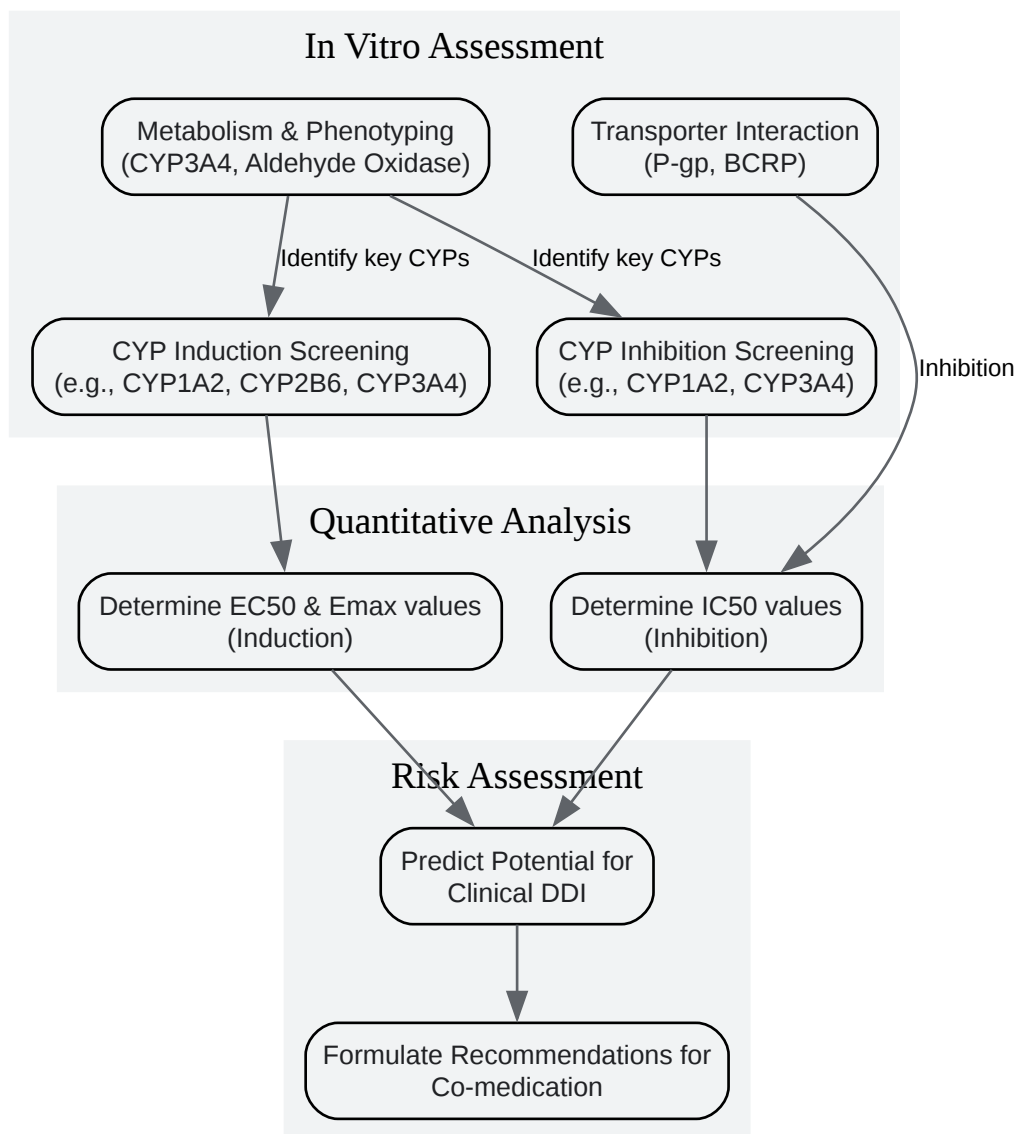 In Vitro Assessment
Metabolism & Phenotyping
(CYP3A4, Aldehyde Oxidase)
Transporter Interaction
(P-gp, BCRP)
Identify key CYPs
Identify key CYPs
CYP Induction Screening
(e.g., CYP1A2, CYP2B6, CYP3A4)
CYP Inhibition Screening
(e.g., CYP1A2, CYP3A4)
Inhibition
Quantitative Analysis
Determine EC50 & Emax values
(Induction)
Determine IC50 values
(Inhibition)
Risk Assessment
Predict Potential for
Clinical DDI
Formulate Recommendations for
Co-medication